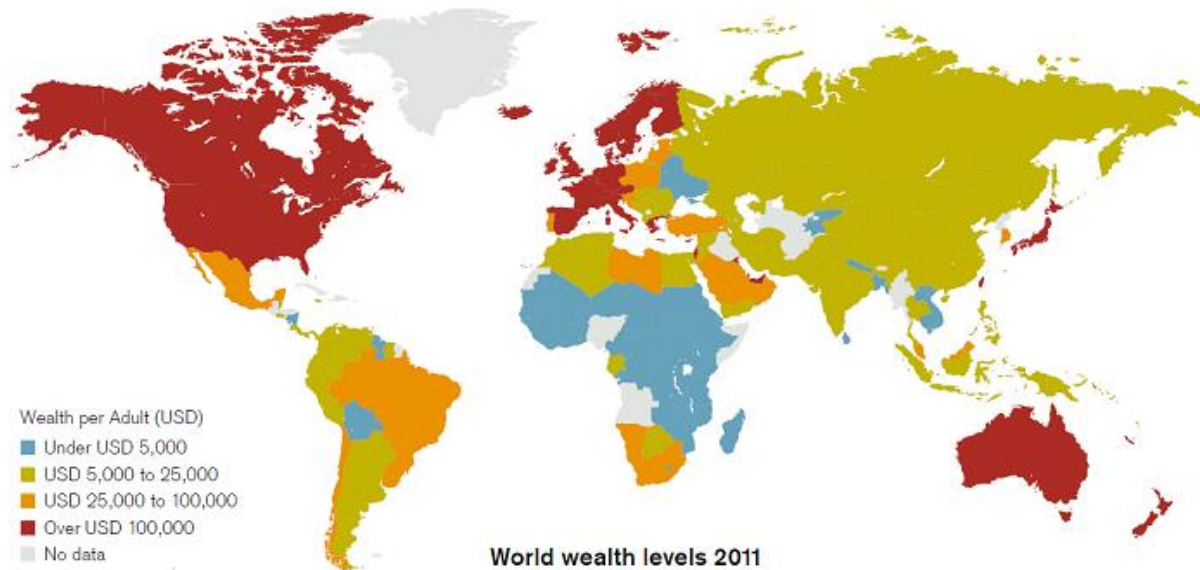 Wealth per Adult (USD)
Under USD 5,000
USD 5,000 to 25,000
USD 25,000 to 100,000
Over USD 100,000
No data
World wealth levels 2011